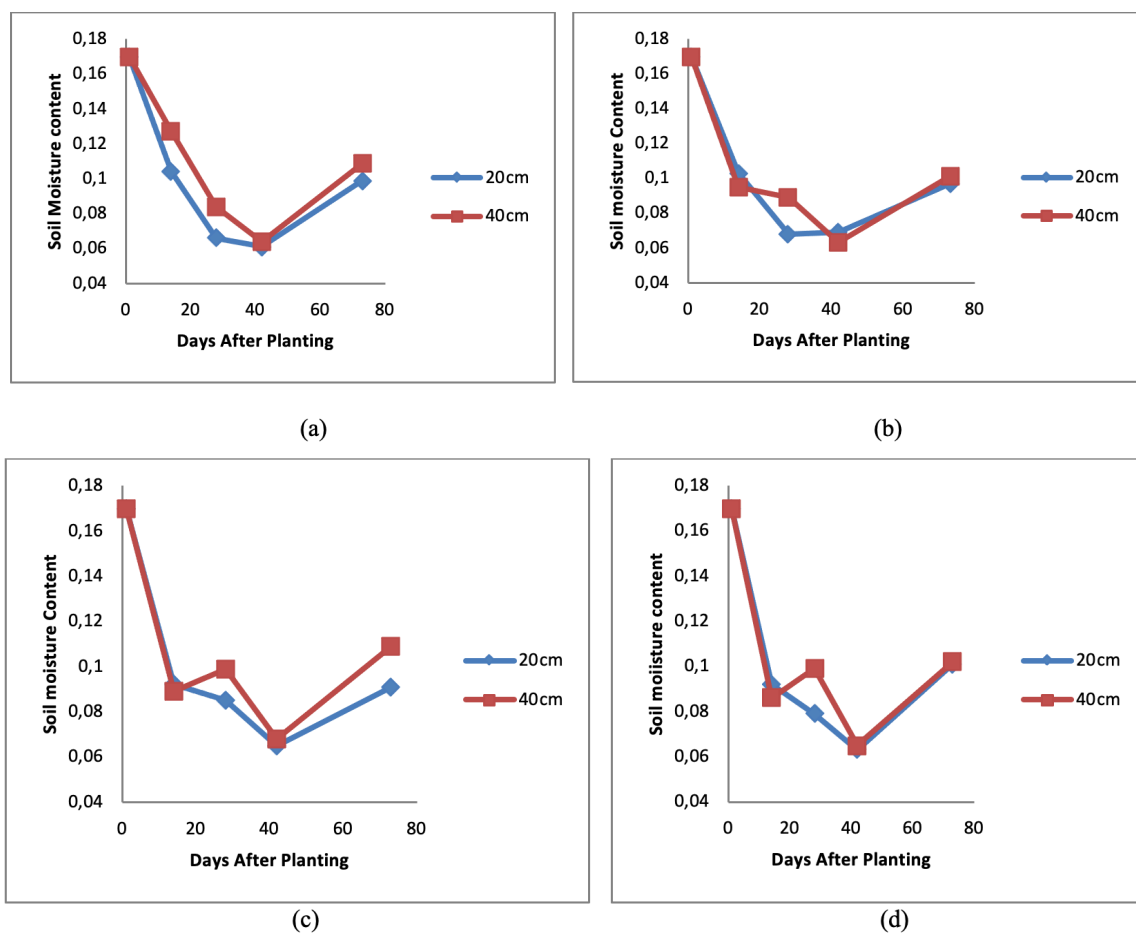 0,18
0,16
0,14
0,12
0,1
0,08
0,06
0,04
Soil Moisture content
0 20 40 60 80
Days After Planting
20cm
40cm
(a)
0,18
0,16
0,14
0,12
0,1
0,08
0,06
0,04
Soil moisture Content
0 20 40 60 80
Days After Planting
20cm
40cm
(b)
0,18
0,16
0,14
0,12
0,1
0,08
0,06
0,04
Soil moisture Content
0 20 40 60 80
Days After Planting
20cm
40cm
(c)
0,18
0,16
0,14
0,12
0,1
0,08
0,06
0,04
Soil moiisture content
0 20 40 60 80
Days After Planting
20cm
40cm
(d)